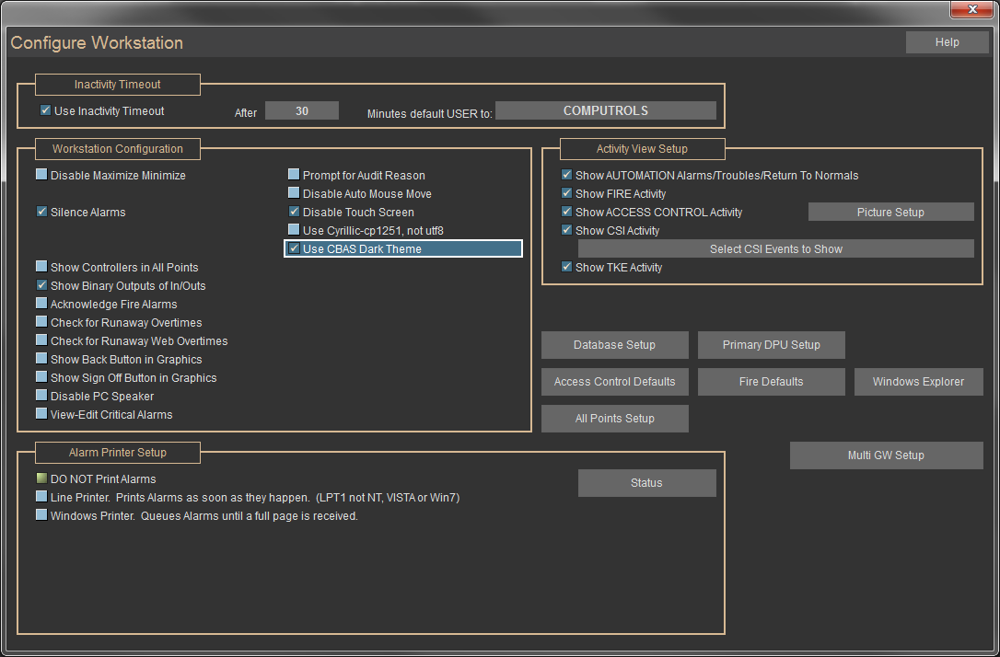 Configure Workstation
Help
Inactivity Timeout
Use Inactivity Timeout
After
30
Minutes default USER to:
COMPUTROLS
Workstation Configuration
Disable Maximize Minimize
Silence Alarms
Show Controllers in All Points
Show Binary Outputs of In/Outs
Acknowledge Fire Alarms
Check for Runaway Overtimes
Check for Runaway Web Overtimes
Show Back Button in Graphics
Show Sign Off Button in Graphics
Disable PC Speaker
View-Edit Critical Alarms
Prompt for Audit Reason
Disable Auto Mouse Move
Disable Touch Screen
Use Cyrillic-cp1251, not utf8
Use CBAS Dark Theme
Activity View Setup
Show AUTOMATION Alarms/Troubles/Return To Normals
Show FIRE Activity
Show ACCESS CONTROL Activity
Picture Setup
Show CSI Activity
Select CSI Events to Show
Show TKE Activity
Database Setup
Primary DPU Setup
Access Control Defaults
Fire Defaults
Windows Explorer
All Points Setup
Multi GW Setup
Alarm Printer Setup
DO NOT Print Alarms
Line Printer.  Prints Alarms as soon as they happen.  (LPT1 not NT, VISTA or Win7)
Windows Printer.  Queues Alarms until a full page is received.
Status